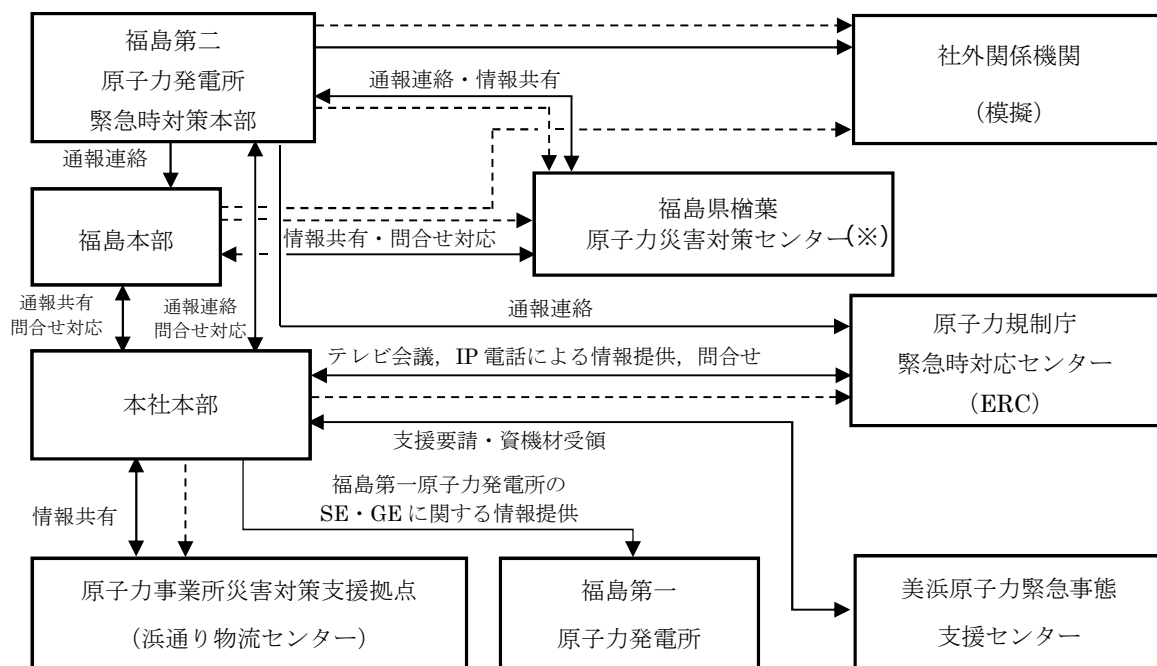 福島第二
原子力発電所
緊急時対策本部
社外関係機関
(模擬)
通報連絡・情報共有
通報連絡
福島本部
福島県楢葉
原子力災害対策センター(※)
情報共有・問合せ対応
通報共有
問合せ対応
通報連絡
問合せ対応
通報連絡
原子力規制庁
緊急時対応センター
(ERC)
テレビ会議，IP 電話による情報提供，問合せ
本社本部
支援要請・資機材受領
情報共有
福島第一原子力発電所の
SE・GE に関する情報提供
原子力事業所災害対策支援拠点
(浜通り物流センター)
福島第一
原子力発電所
美浜原子力緊急事態
支援センター